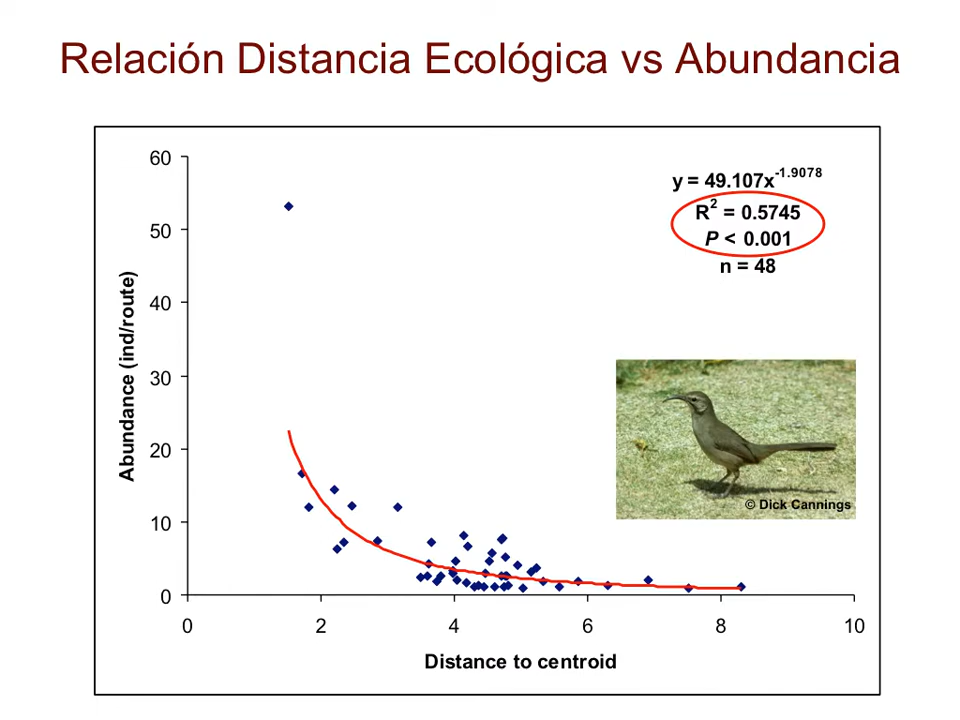 Relación Distancia Ecológica vs Abundancia
y = 49.107x^-1.9078
R² = 0.5745
P < 0.001
n = 48
60
50
40
30
20
10
0
Abundance (ind/route)
© Dick Cannings
0 2 4 6 8 10
Distance to centroid